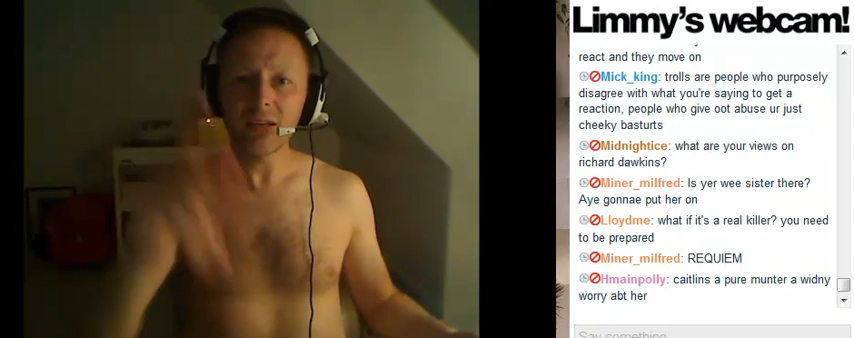 Limmy's webcam!
react and they move on
Mick_king: trolls are people who purposely
disagree with what you're saying to get a
reaction, people who give oot abuse ur just
cheeky basturts
Midnightice: what are your views on
richard dawkins?
Miner_milfred: Is yer wee sister there?
Aye gonnae put her on
Lloydme: what if it's a real killer? you need
to be prepared
Miner_milfred: REQUIEM
Hmainpolly: caitlins a pure munter a widny
worry abt her
Say something